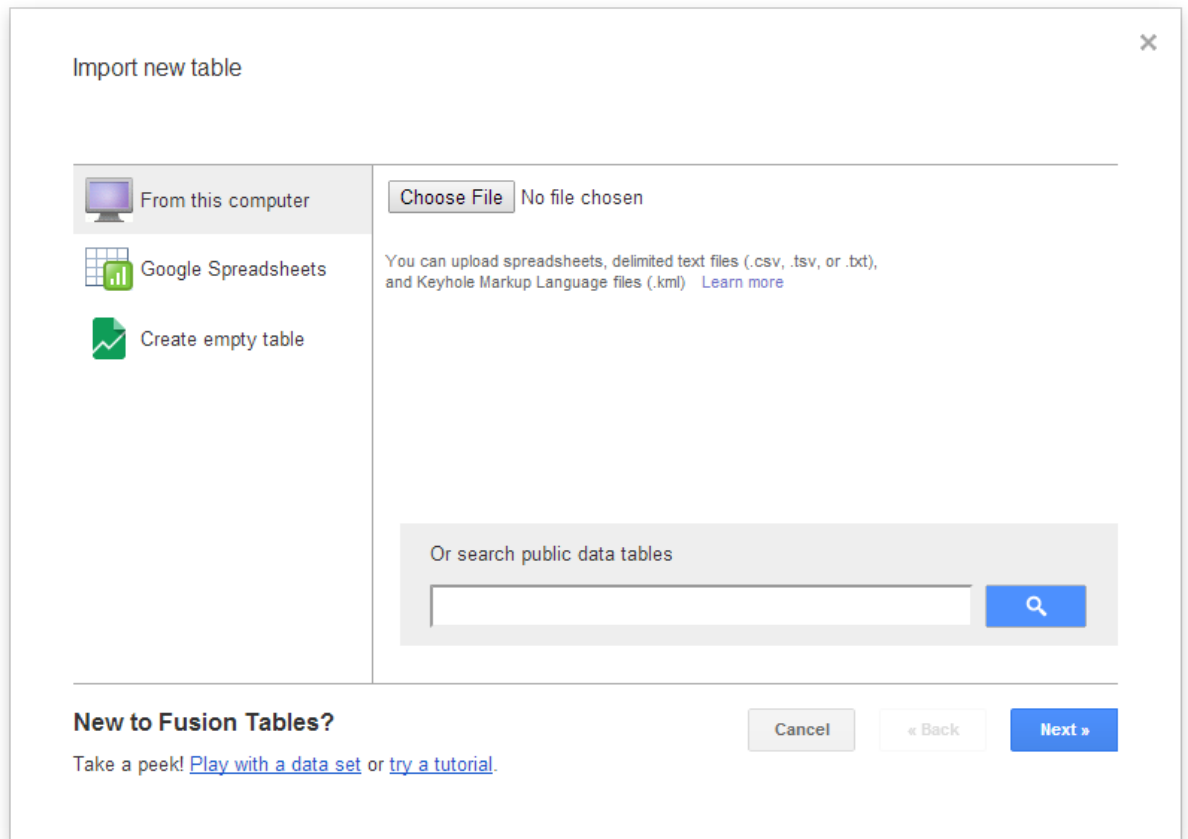 Import new table
From this computer
Google Spreadsheets
Create empty table
Choose File No file chosen
You can upload spreadsheets, delimited text files (.csv, .tsv, or .txt),
and Keyhole Markup Language files (.kml) Learn more
Or search public data tables
New to Fusion Tables?
Take a peek! Play with a data set or try a tutorial.
Cancel
« Back
Next »